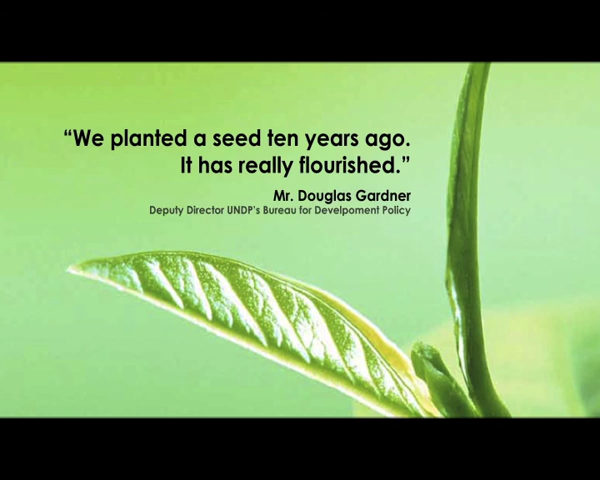 “We planted a seed ten years ago.
It has really flourished.”
Mr. Douglas Gardner
Deputy Director UNDP's Bureau for Develpoment Policy